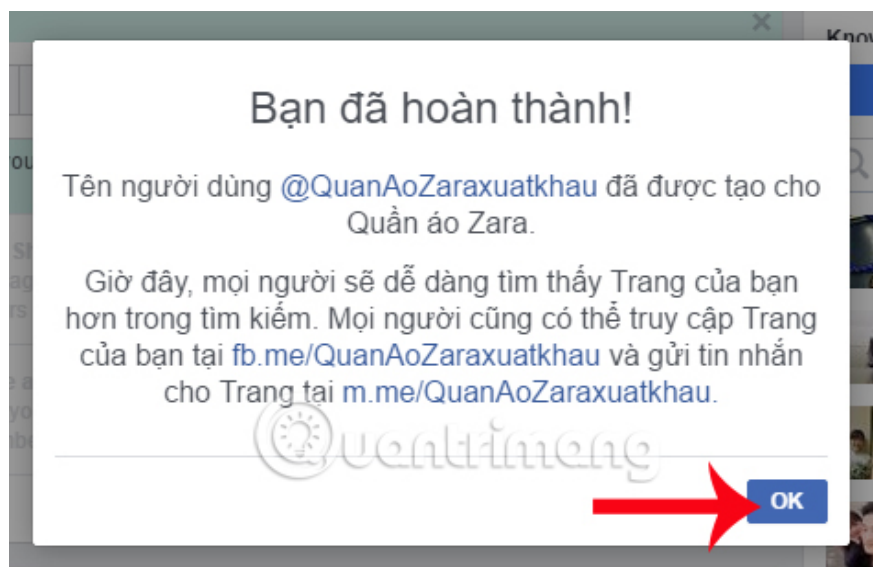 Know
Bạn đã hoàn thành!
Tên người dùng @QuanAoZaraxuatkhau đã được tạo cho
Quần áo Zara.
Giờ đây, mọi người sẽ dễ dàng tìm thấy Trang của bạn
hơn trong tìm kiếm. Mọi người cũng có thể truy cập Trang
của bạn tại fb.me/QuanAoZaraxuatkhau và gửi tin nhắn
cho Trang tại m.me/QuanAoZaraxuatkhau.
Quantrimang
OK